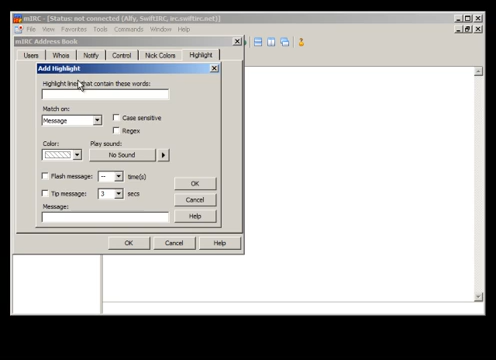 mIRC - [Status: not connected (Ally, SwiftIRC, irc.swiftirc.net)]
File View Favorites Tools Commands Window Help
mIRC Address Book
Users Whois Notify Control Nick Colors Highlight
Add Highlight
Highlight lines that contain these words:
Match on:
Message
Case sensitive
Regex
Color: Play sound:
No Sound
Flash message: -- time(s)
OK
Tip message: 3 secs
Cancel
Message:
Help
OK Cancel Help